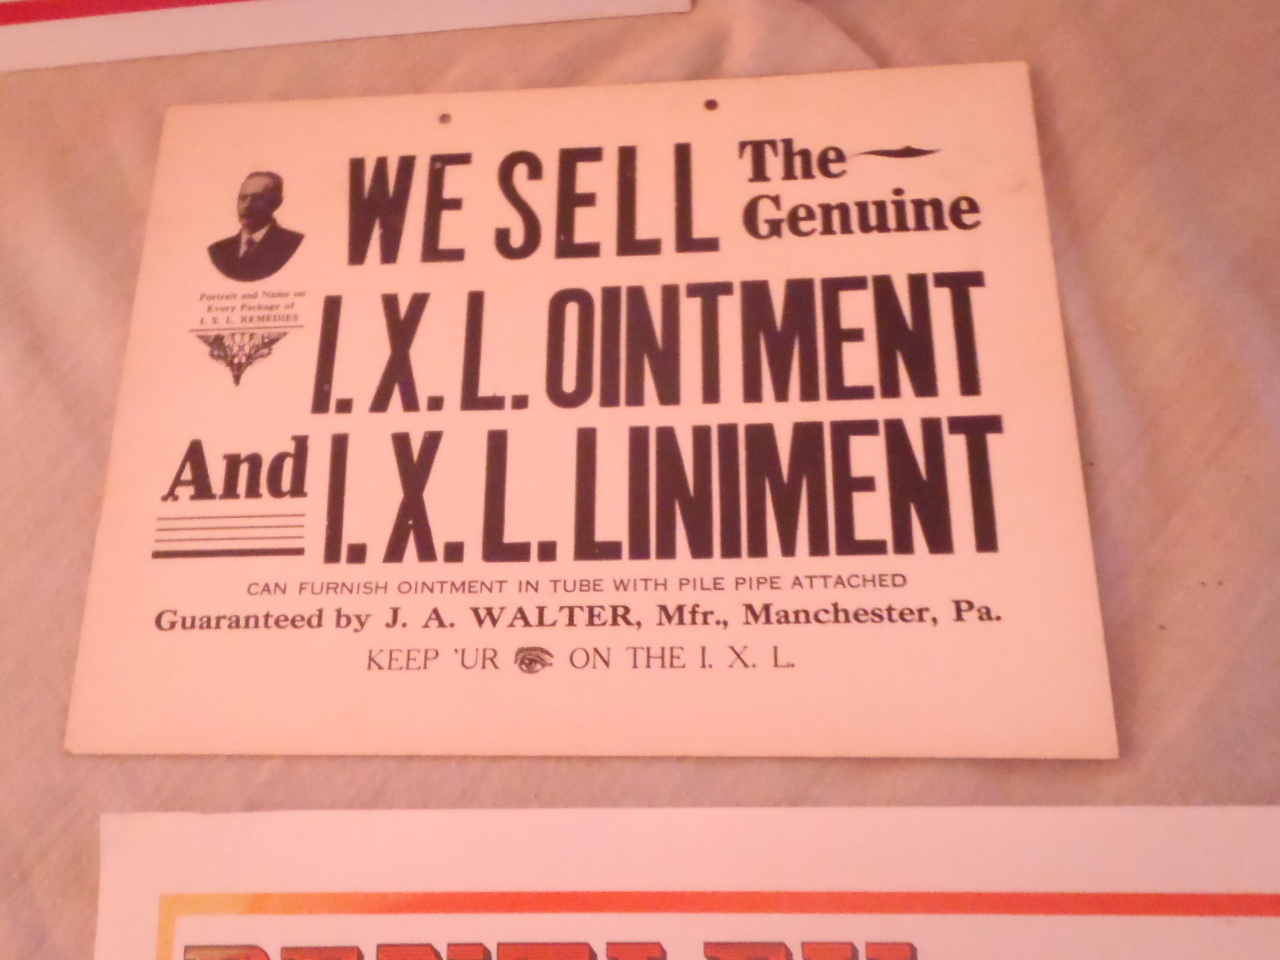 WE SELL The Genuine
Portrait and Name on
Every Package of
I. X. L. REMEDIES
I. X. L. OINTMENT
And I. X. L. LINIMENT
CAN FURNISH OINTMENT IN TUBE WITH PILE PIPE ATTACHED
Guaranteed by J. A. WALTER, Mfr., Manchester, Pa.
KEEP 'UR ON THE I. X. L.